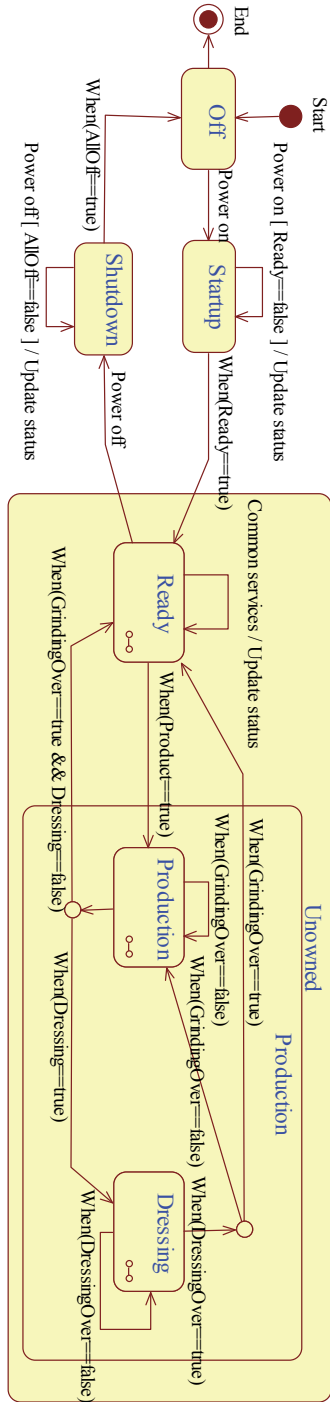 Start
End
Off
Power on
Power on [ Ready==false ] / Update status
Startup
When(Ready==true)
When(AllOff==true)
Shutdown
Power off [ AllOff==false ] / Update status
Power off
Unowned
Common services / Update status
Ready
When(Product==true)
When(GrindingOver==true && Dressing==false)
Production
When(GrindingOver==true)
When(GrindingOver==false)
When(GrindingOver==false)
Production
When(Dressing==true)
When(DressingOver==true)
Dressing
When(DressingOver==false)